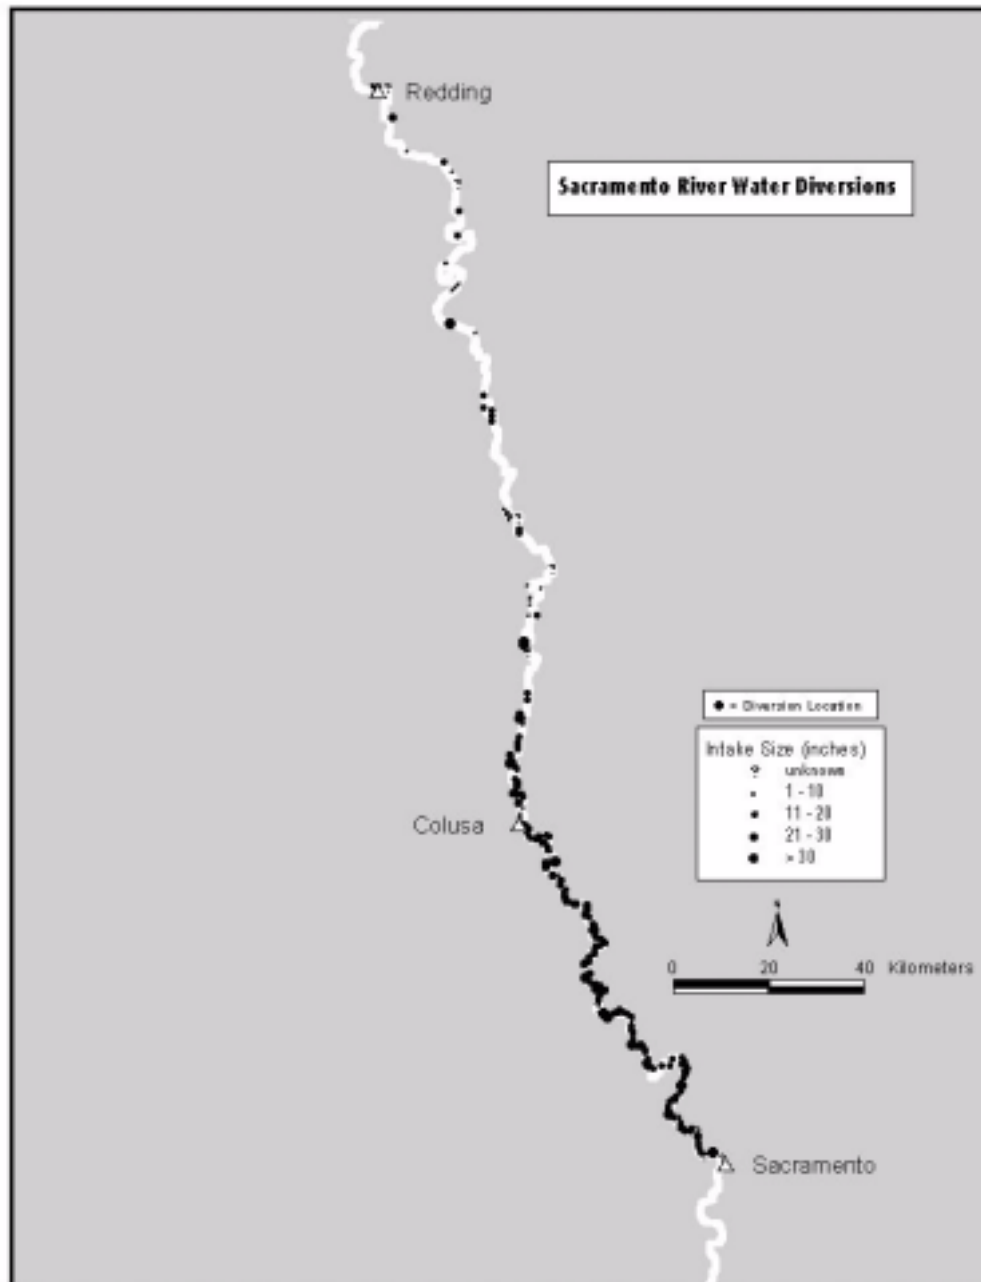 Redding
Sacramento River Water Diversions
= Diversion Location
Intake Size (inches)
unknown
1 - 10
11 - 20
21 - 30
> 30
Colusa
0 20 40 Kilometers
Sacramento